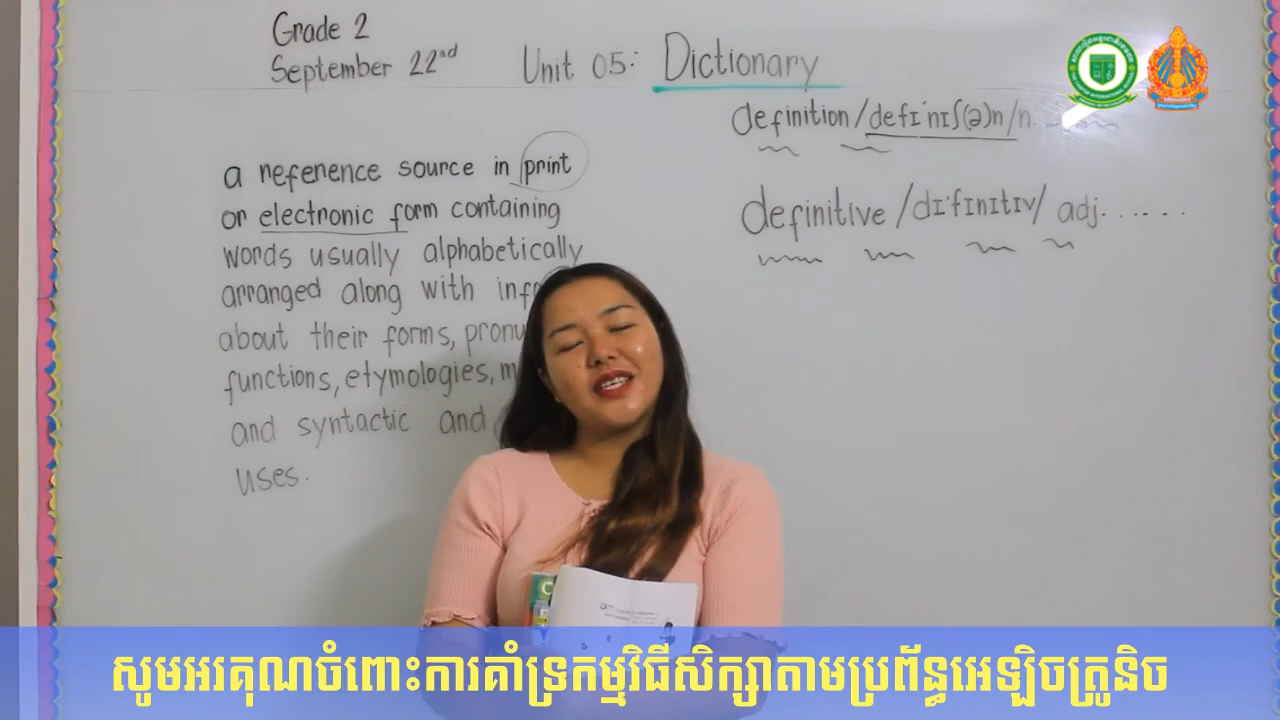 Grade 2
September 22nd
Unit 05: Dictionary
definition /defɪˈnɪʃ(ə)n/n.
definitive /dɪˈfɪnɪtɪv/ adj. . . . . .
a reference source in print
or electronic form containing
words usually alphabetically
arranged along with
about their forms,
functions, etymologies,
and syntactic and
uses.
សូមអរគុណចំពោះការគាំទ្រកម្មវិធីសិក្សាតាមប្រព័ន្ធអេឡិចត្រូនិច